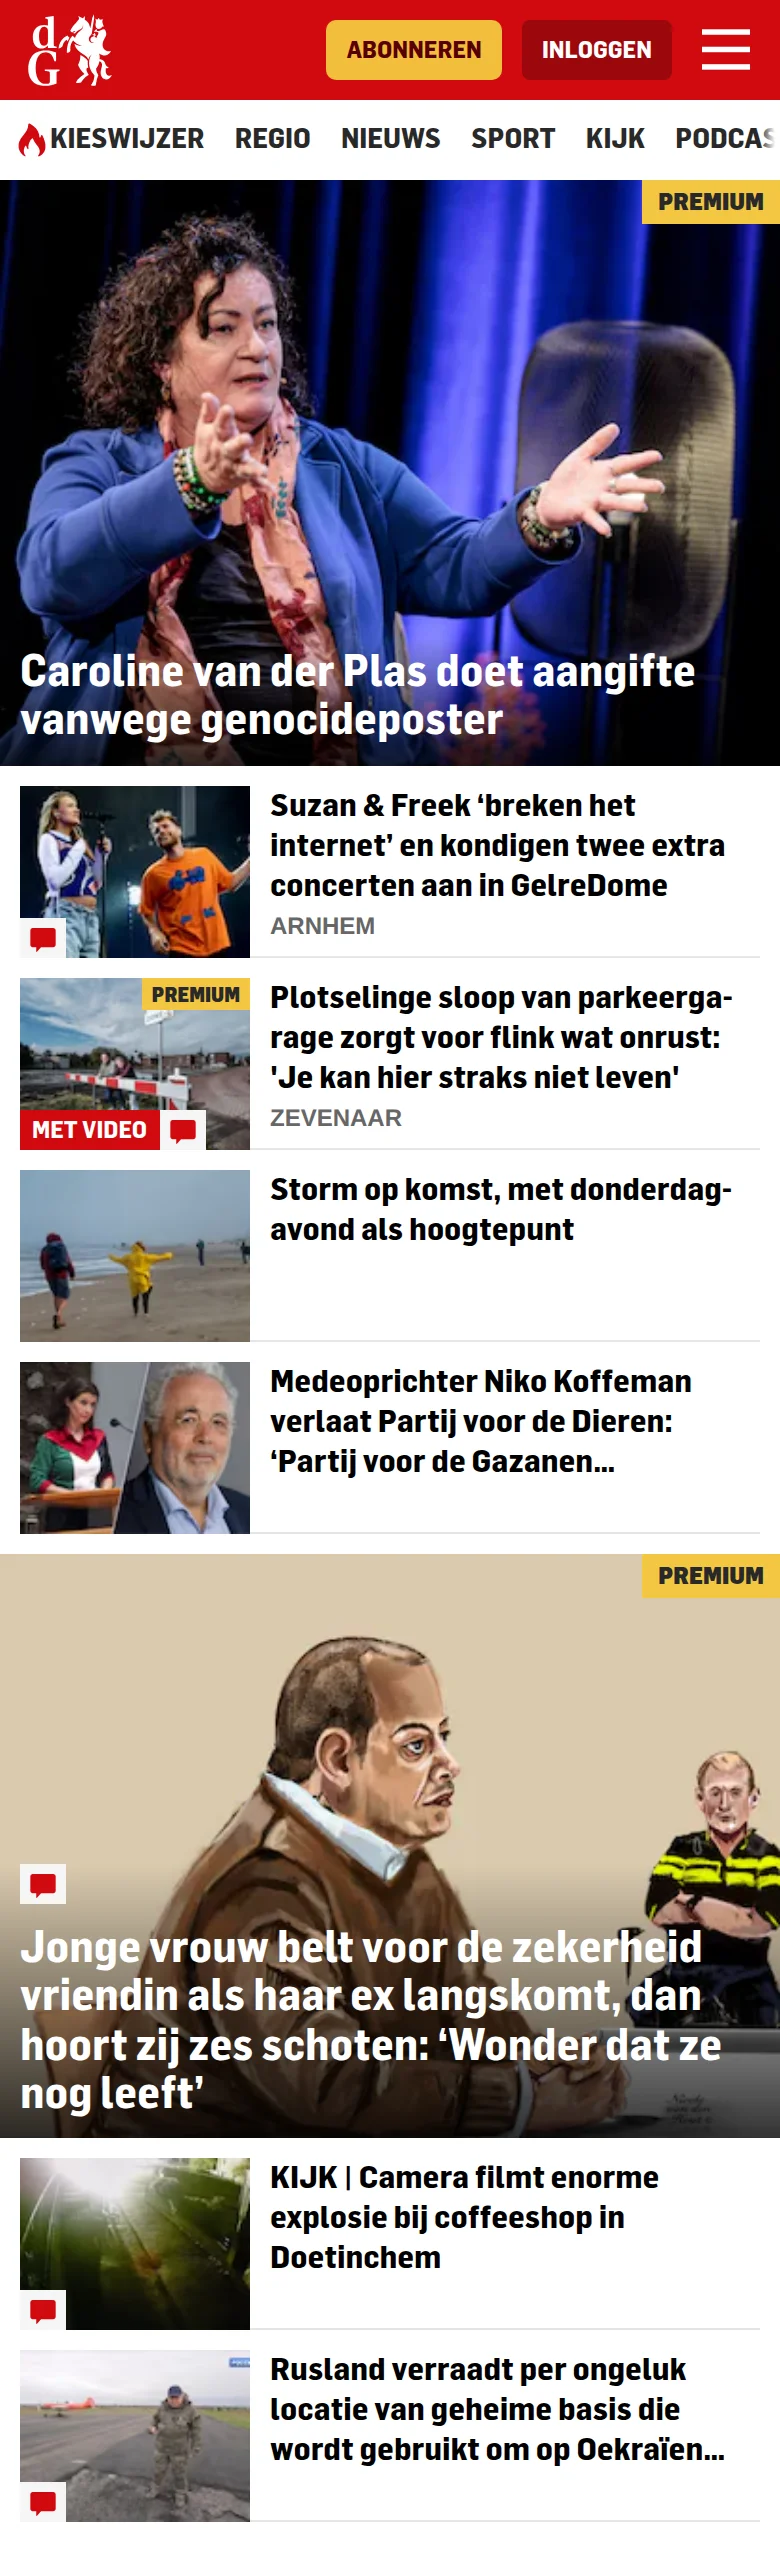 dG
ABONNEREN
INLOGGEN
KIESWIJZER REGIO NIEUWS SPORT KIJK PODCAS
PREMIUM
Caroline van der Plas doet aangifte
vanwege genocideposter
Suzan & Freek ‘breken het
internet’ en kondigen twee extra
concerten aan in GelreDome
ARNHEM
PREMIUM
MET VIDEO
Plotselinge sloop van parkeerga-
rage zorgt voor flink wat onrust:
'Je kan hier straks niet leven'
ZEVENAAR
Storm op komst, met donderdag-
avond als hoogtepunt
Medeoprichter Niko Koffeman
verlaat Partij voor de Dieren:
‘Partij voor de Gazanen...
PREMIUM
Jonge vrouw belt voor de zekerheid
vriendin als haar ex langskomt, dan
hoort zij zes schoten: ‘Wonder dat ze
nog leeft’
KIJK | Camera filmt enorme
explosie bij coffeeshop in
Doetinchem
Rusland verraadt per ongeluk
locatie van geheime basis die
wordt gebruikt om op Oekraïen...